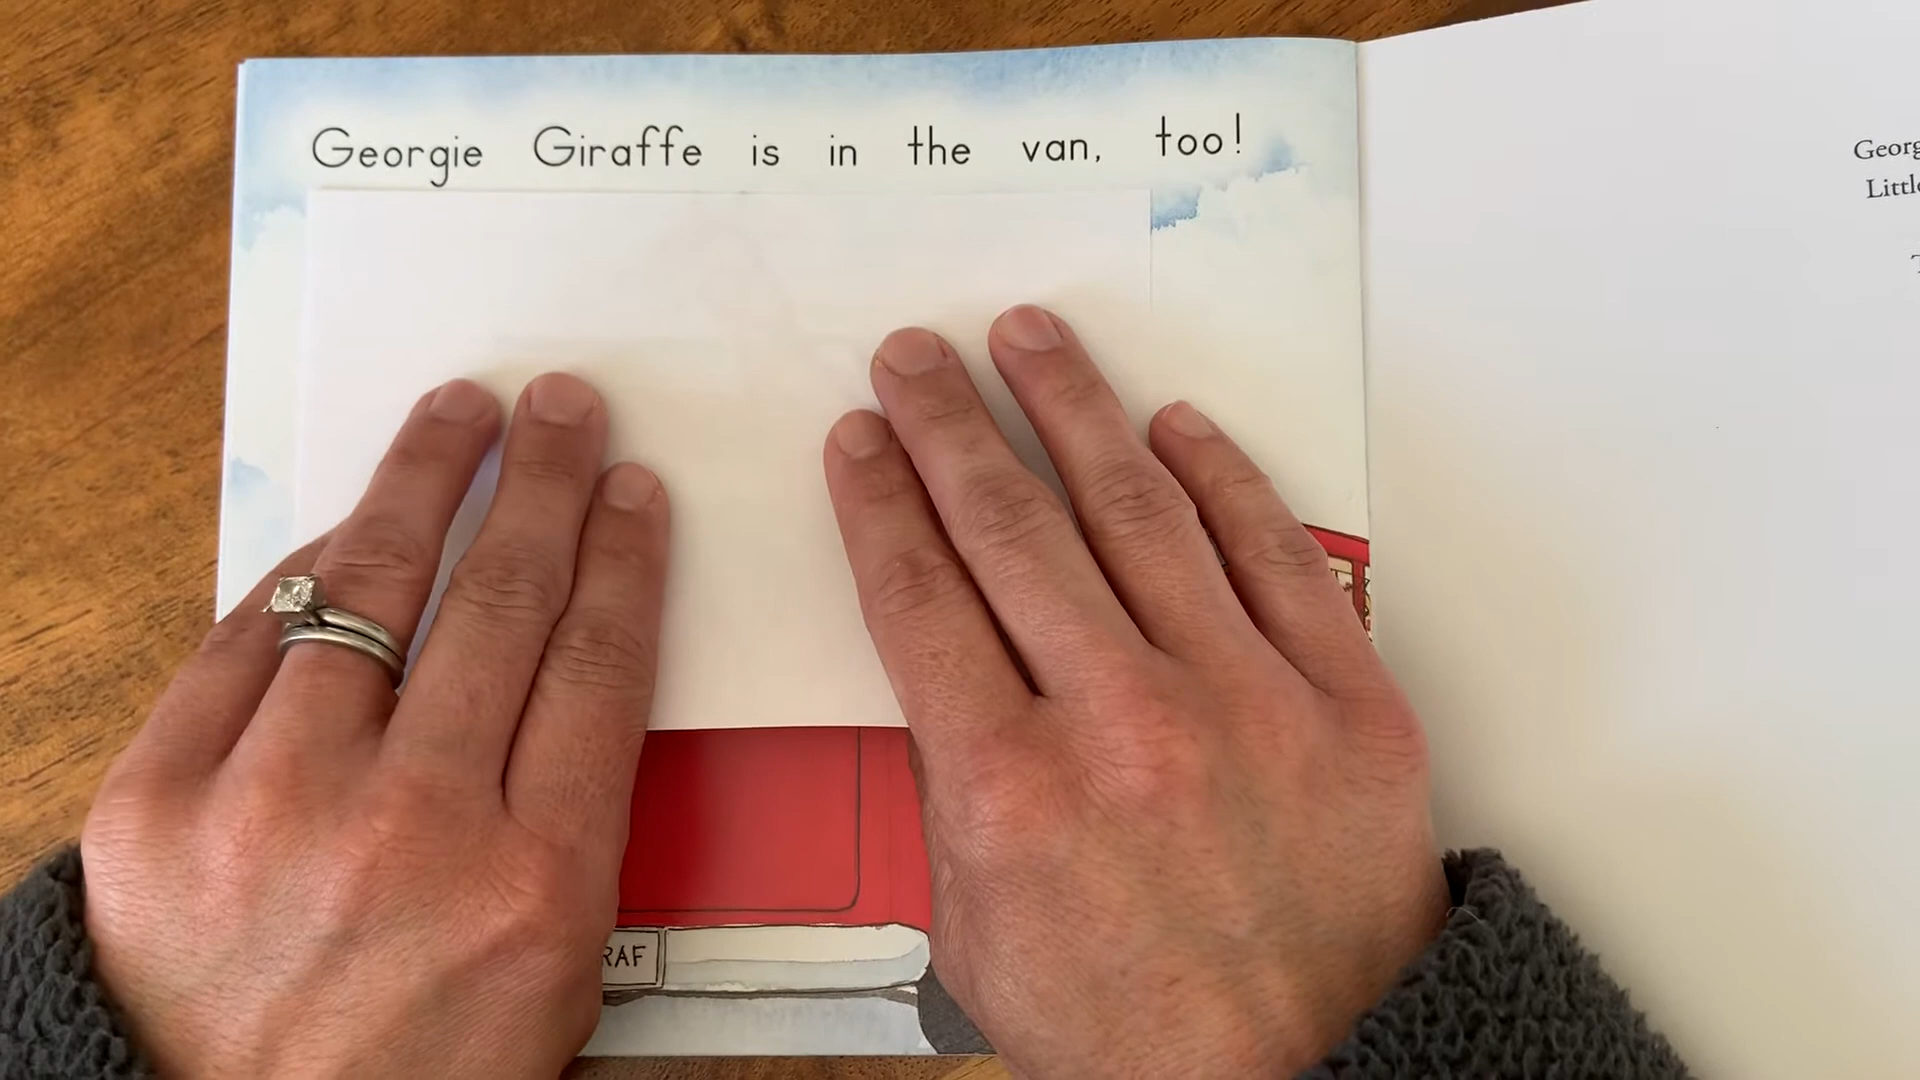 Georgie Giraffe is in the van, too!
RAF